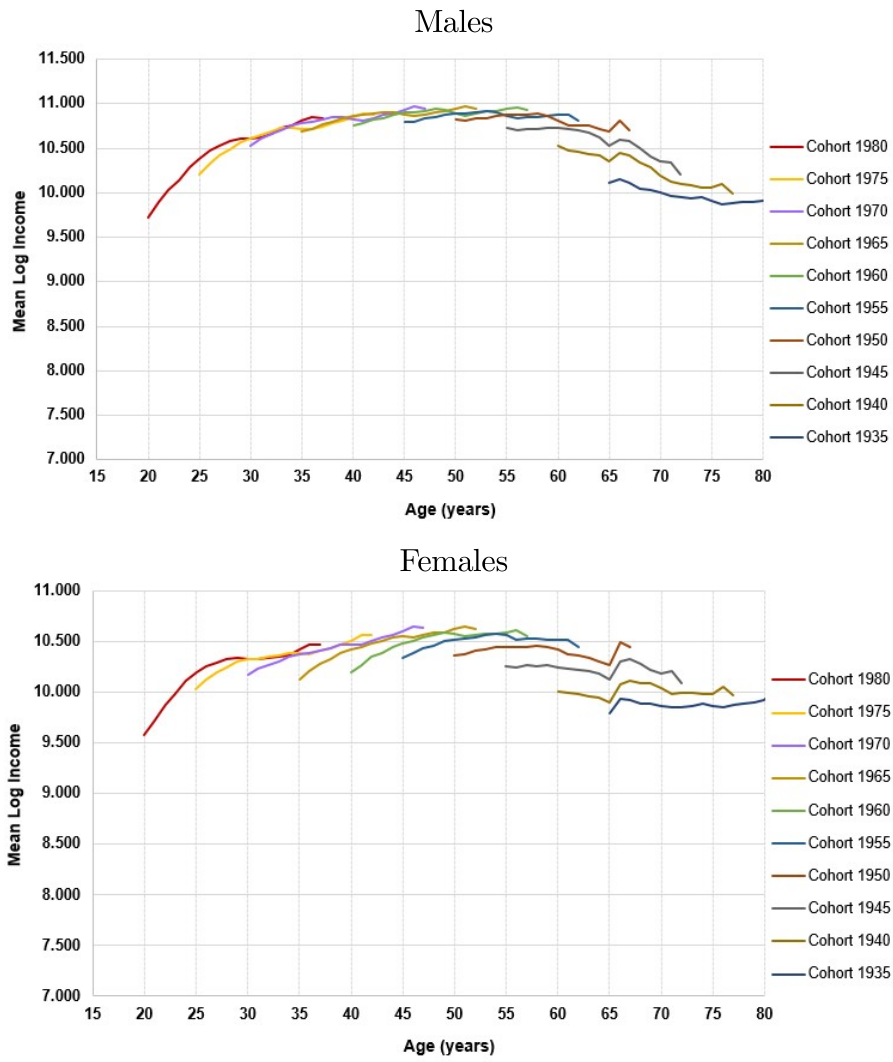 Males
11.500
11.000
10.500
10.000
9.500
9.000
8.500
8.000
7.500
7.000
Mean Log Income
15 20 25 30 35 40 45 50 55 60 65 70 75 80
Age (years)
Cohort 1980
Cohort 1975
Cohort 1970
Cohort 1965
Cohort 1960
Cohort 1955
Cohort 1950
Cohort 1945
Cohort 1940
Cohort 1935
Females
11.000
10.500
10.000
9.500
9.000
8.500
8.000
7.500
7.000
Mean Log Income
15 20 25 30 35 40 45 50 55 60 65 70 75 80
Age (years)
Cohort 1980
Cohort 1975
Cohort 1970
Cohort 1965
Cohort 1960
Cohort 1955
Cohort 1950
Cohort 1945
Cohort 1940
Cohort 1935